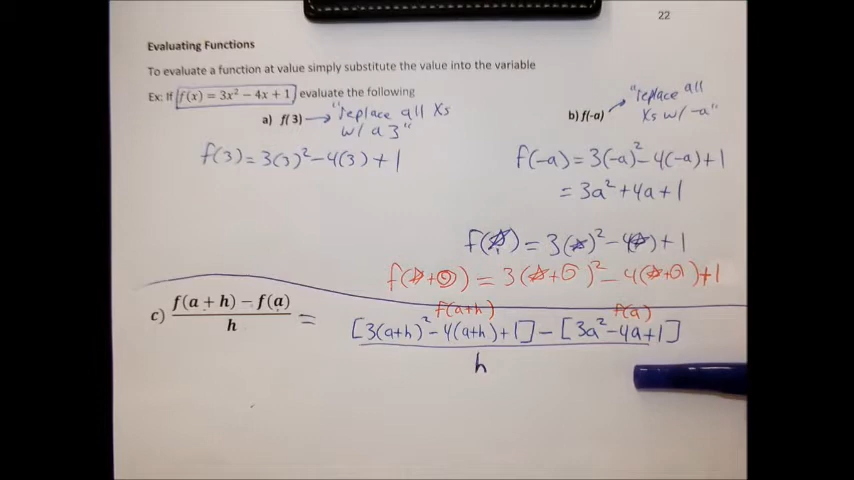 22
Evaluating Functions
To evaluate a function at value simply substitute the value into the variable
Ex: If f(x) = 3x² − 4x + 1, evaluate the following
a) f(3) → "replace all Xs
w/ a 3"
b) f(-a) → "replace all
Xs w/ -a"
f(3) = 3(3)² − 4(3) + 1
f(-a) = 3(-a)² − 4(-a) + 1
= 3a² + 4a + 1
f(☆) = 3(☆)² − 4(☆) + 1
f(☆+☺) = 3(☆+☺)² − 4(☆+☺) + 1
c) f(a + h) − f(a)
h
=
f(a+h) f(a)
[3(a+h)² − 4(a+h) + 1] − [3a² − 4a + 1]
h